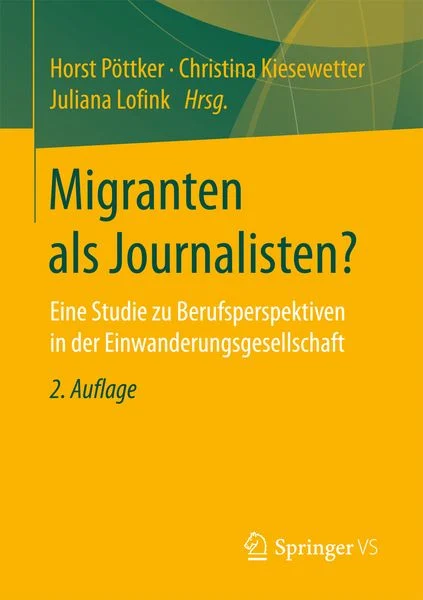 Horst Pöttker · Christina Kiesewetter
Juliana Lofink Hrsg.
Migranten
als Journalisten?
Eine Studie zu Berufsperspektiven
in der Einwanderungsgesellschaft
2. Auflage
Springer VS